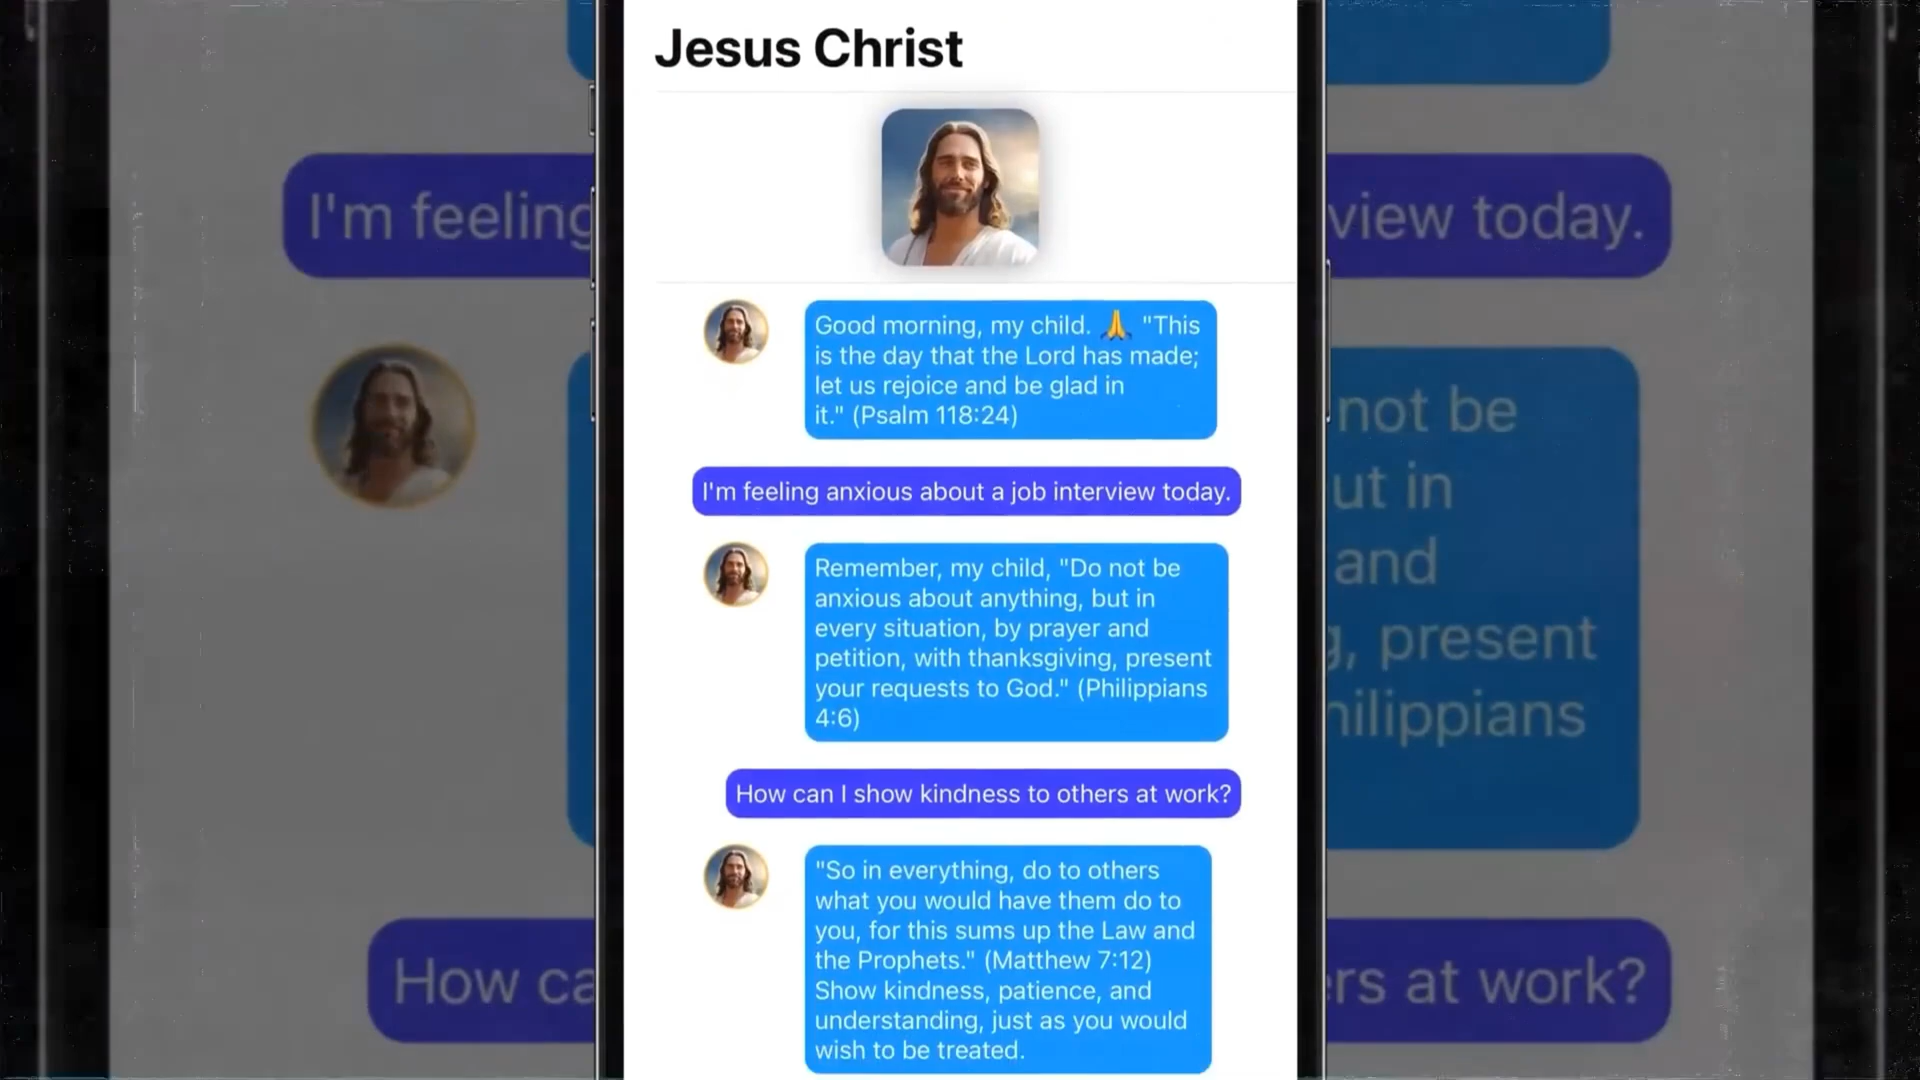 Jesus Christ
Good morning, my child. 🙏 "This
is the day that the Lord has made;
let us rejoice and be glad in
it." (Psalm 118:24)
I'm feeling anxious about a job interview today.
Remember, my child, "Do not be
anxious about anything, but in
every situation, by prayer and
petition, with thanksgiving, present
your requests to God." (Philippians
4:6)
How can I show kindness to others at work?
"So in everything, do to others
what you would have them do to
you, for this sums up the Law and
the Prophets." (Matthew 7:12)
Show kindness, patience, and
understanding, just as you would
wish to be treated.
I'm feeling
view today.
not be
ut in
and
, present
hilippians
How ca
rs at work?